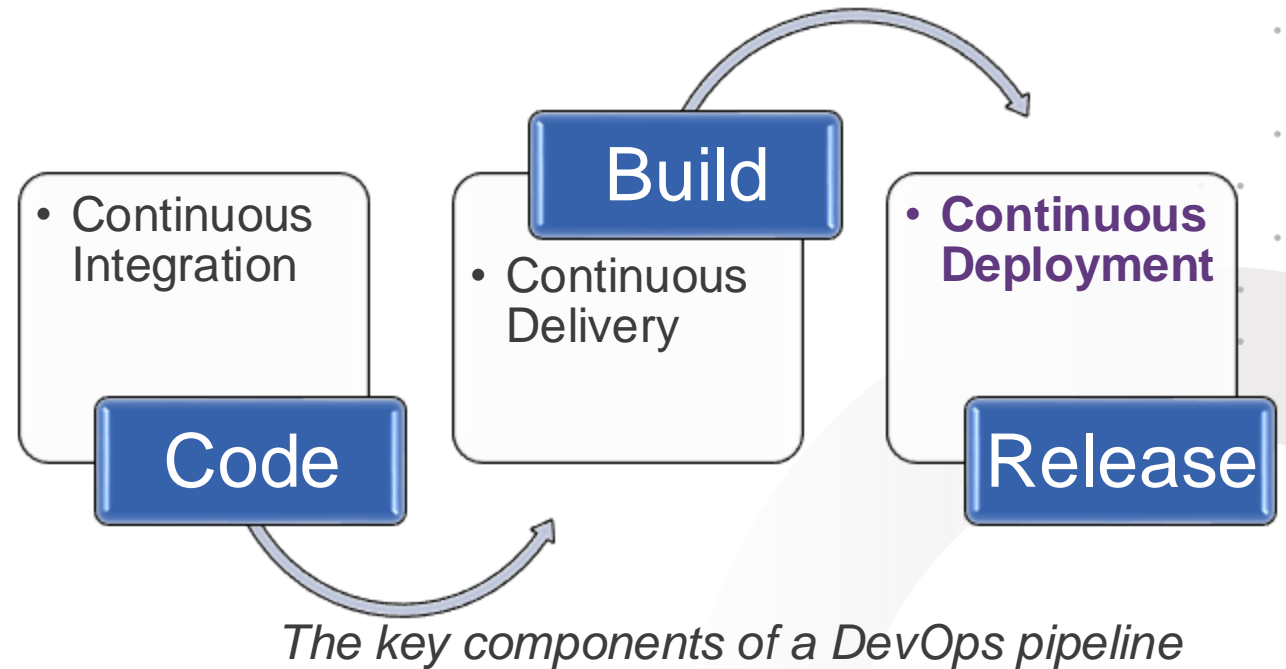 • Continuous
Integration
Code
Build
• Continuous
Delivery
• Continuous
Deployment
Release
The key components of a DevOps pipeline